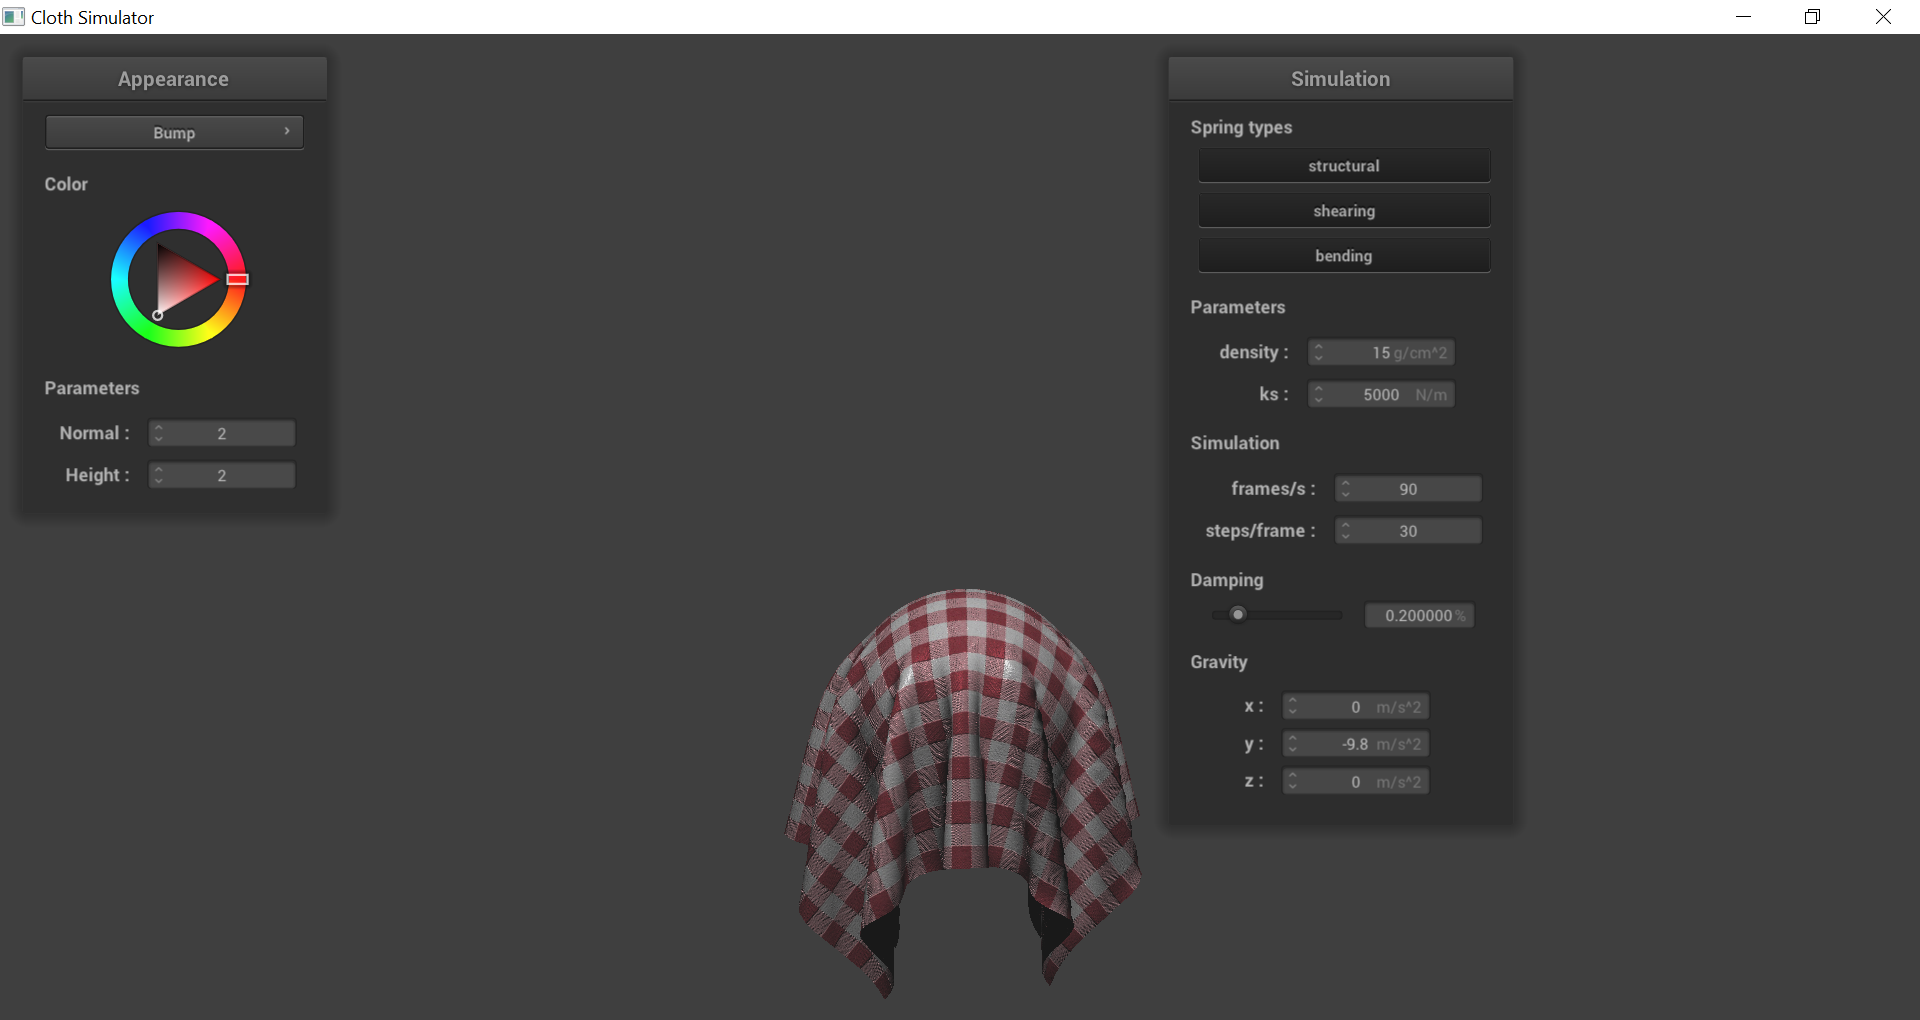 Cloth Simulator
Appearance
Bump
Color
Parameters
Normal : 2
Height : 2
Simulation
Spring types
structural
shearing
bending
Parameters
density : 15 g/cm^2
ks : 5000 N/m
Simulation
frames/s : 90
steps/frame : 30
Damping
0.200000 %
Gravity
x : 0 m/s^2
y : -9.8 m/s^2
z : 0 m/s^2